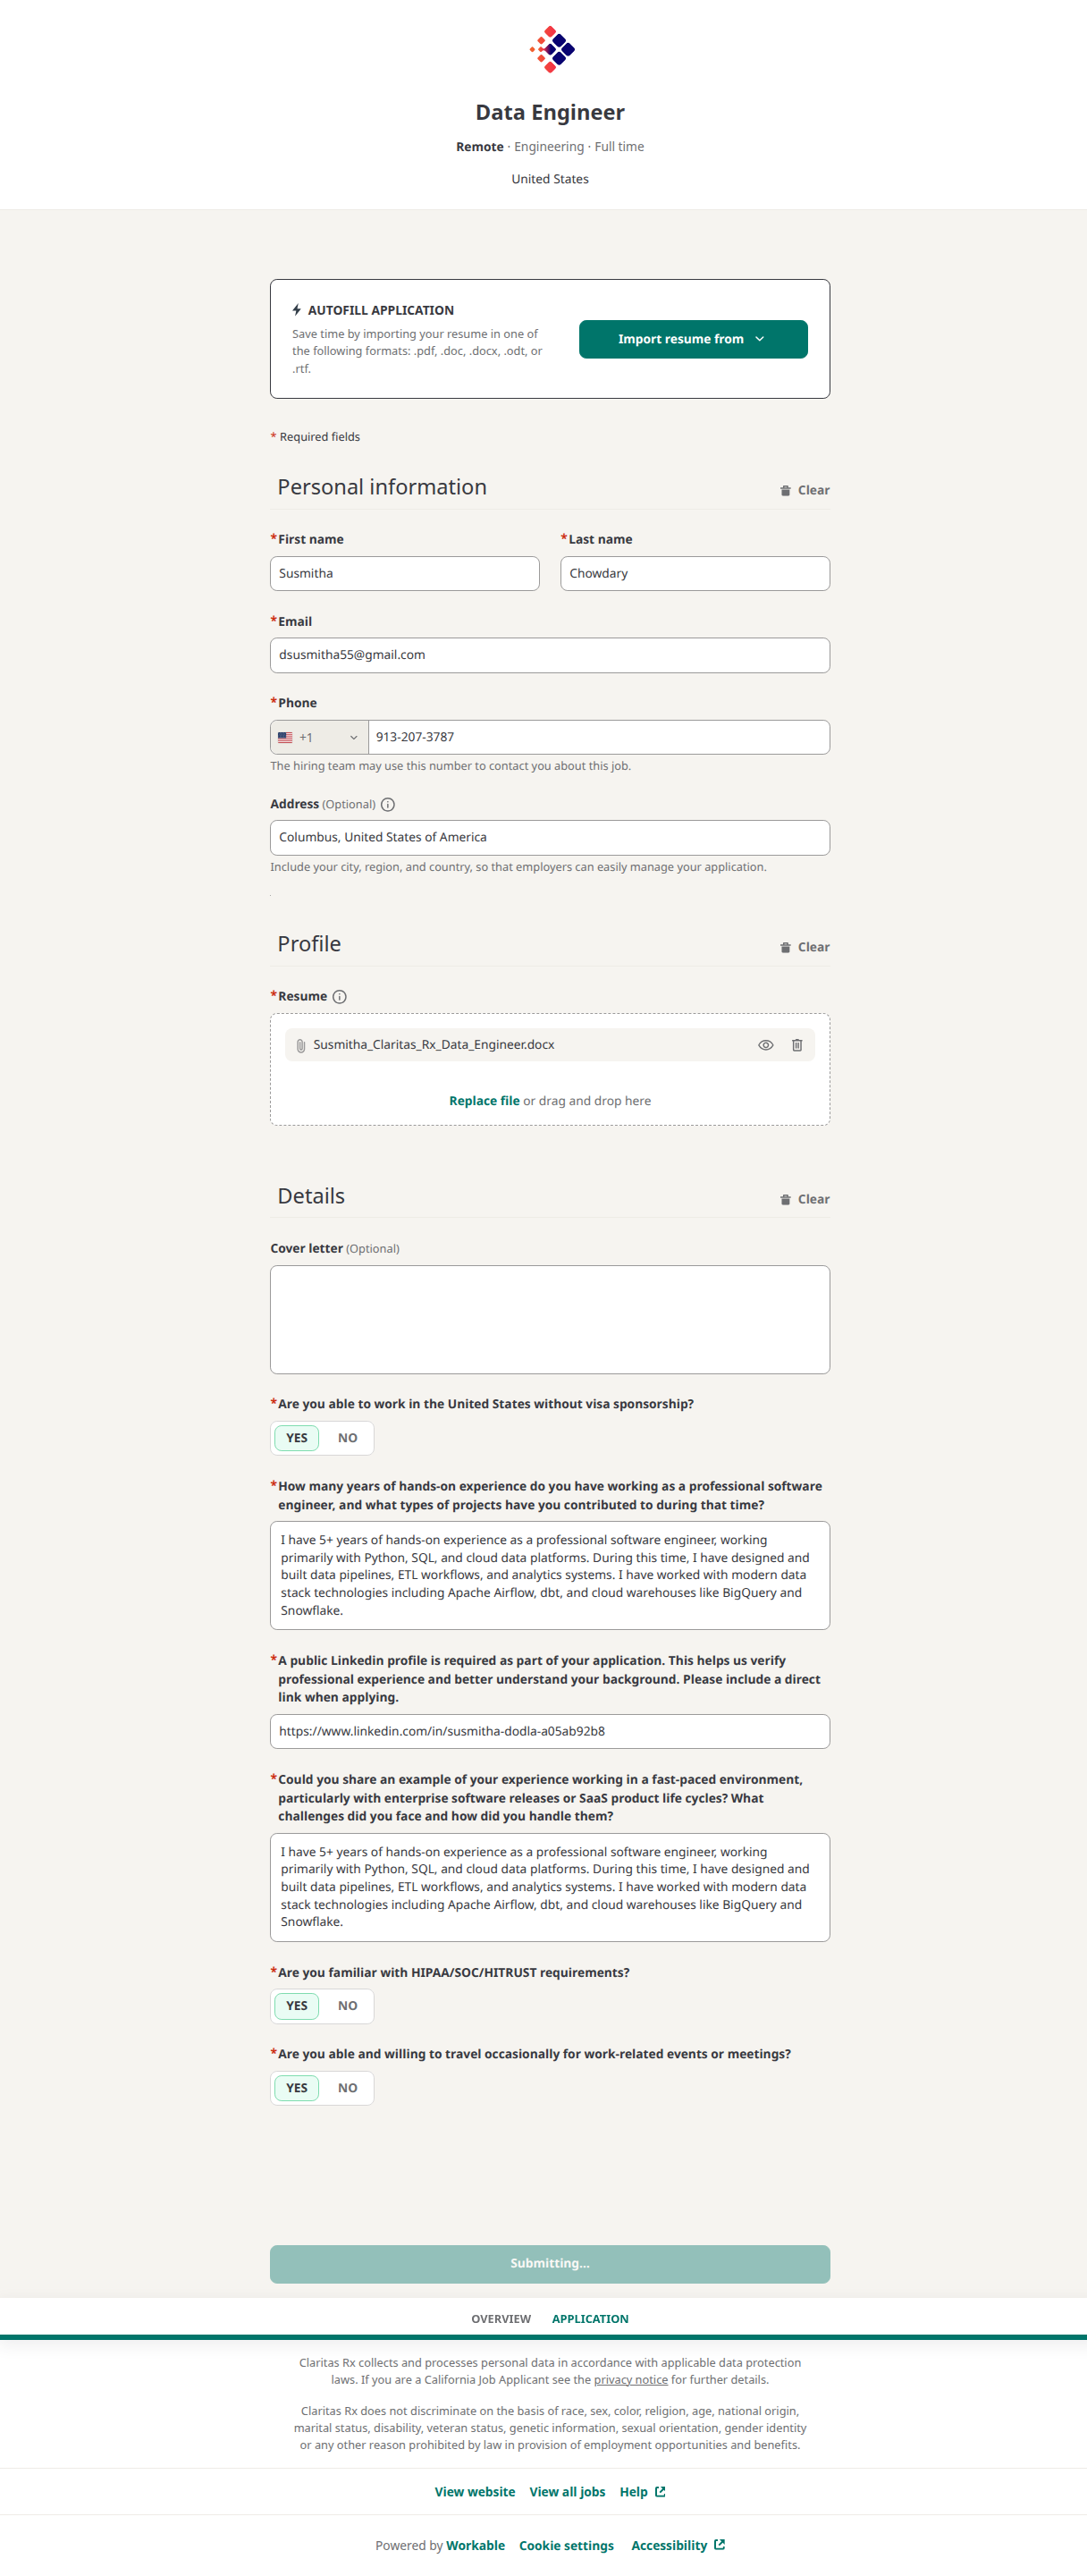 Data Engineer
Remote · Engineering · Full time
United States
AUTOFILL APPLICATION
Save time by importing your resume in one of
the following formats: .pdf, .doc, .docx, .odt, or
.rtf.
Import resume from
* Required fields
Personal information
Clear
*First name
*Last name
Susmitha
Chowdary
*Email
dsusmitha55@gmail.com
*Phone
+1
913-207-3787
The hiring team may use this number to contact you about this job.
Address (Optional)
Columbus, United States of America
Include your city, region, and country, so that employers can easily manage your application.
Profile
Clear
*Resume
Susmitha_Claritas_Rx_Data_Engineer.docx
Replace file or drag and drop here
Details
Clear
Cover letter (Optional)
*Are you able to work in the United States without visa sponsorship?
YES NO
*How many years of hands-on experience do you have working as a professional software
engineer, and what types of projects have you contributed to during that time?
I have 5+ years of hands-on experience as a professional software engineer, working
primarily with Python, SQL, and cloud data platforms. During this time, I have designed and
built data pipelines, ETL workflows, and analytics systems. I have worked with modern data
stack technologies including Apache Airflow, dbt, and cloud warehouses like BigQuery and
Snowflake.
*A public Linkedin profile is required as part of your application. This helps us verify
professional experience and better understand your background. Please include a direct
link when applying.
https://www.linkedin.com/in/susmitha-dodla-a05ab92b8
*Could you share an example of your experience working in a fast-paced environment,
particularly with enterprise software releases or SaaS product life cycles? What
challenges did you face and how did you handle them?
I have 5+ years of hands-on experience as a professional software engineer, working
primarily with Python, SQL, and cloud data platforms. During this time, I have designed and
built data pipelines, ETL workflows, and analytics systems. I have worked with modern data
stack technologies including Apache Airflow, dbt, and cloud warehouses like BigQuery and
Snowflake.
*Are you familiar with HIPAA/SOC/HITRUST requirements?
YES NO
*Are you able and willing to travel occasionally for work-related events or meetings?
YES NO
Submitting...
OVERVIEW APPLICATION
Claritas Rx collects and processes personal data in accordance with applicable data protection
laws. If you are a California Job Applicant see the privacy notice for further details.
Claritas Rx does not discriminate on the basis of race, sex, color, religion, age, national origin,
marital status, disability, veteran status, genetic information, sexual orientation, gender identity
or any other reason prohibited by law in provision of employment opportunities and benefits.
View website View all jobs Help
Powered by Workable Cookie settings Accessibility